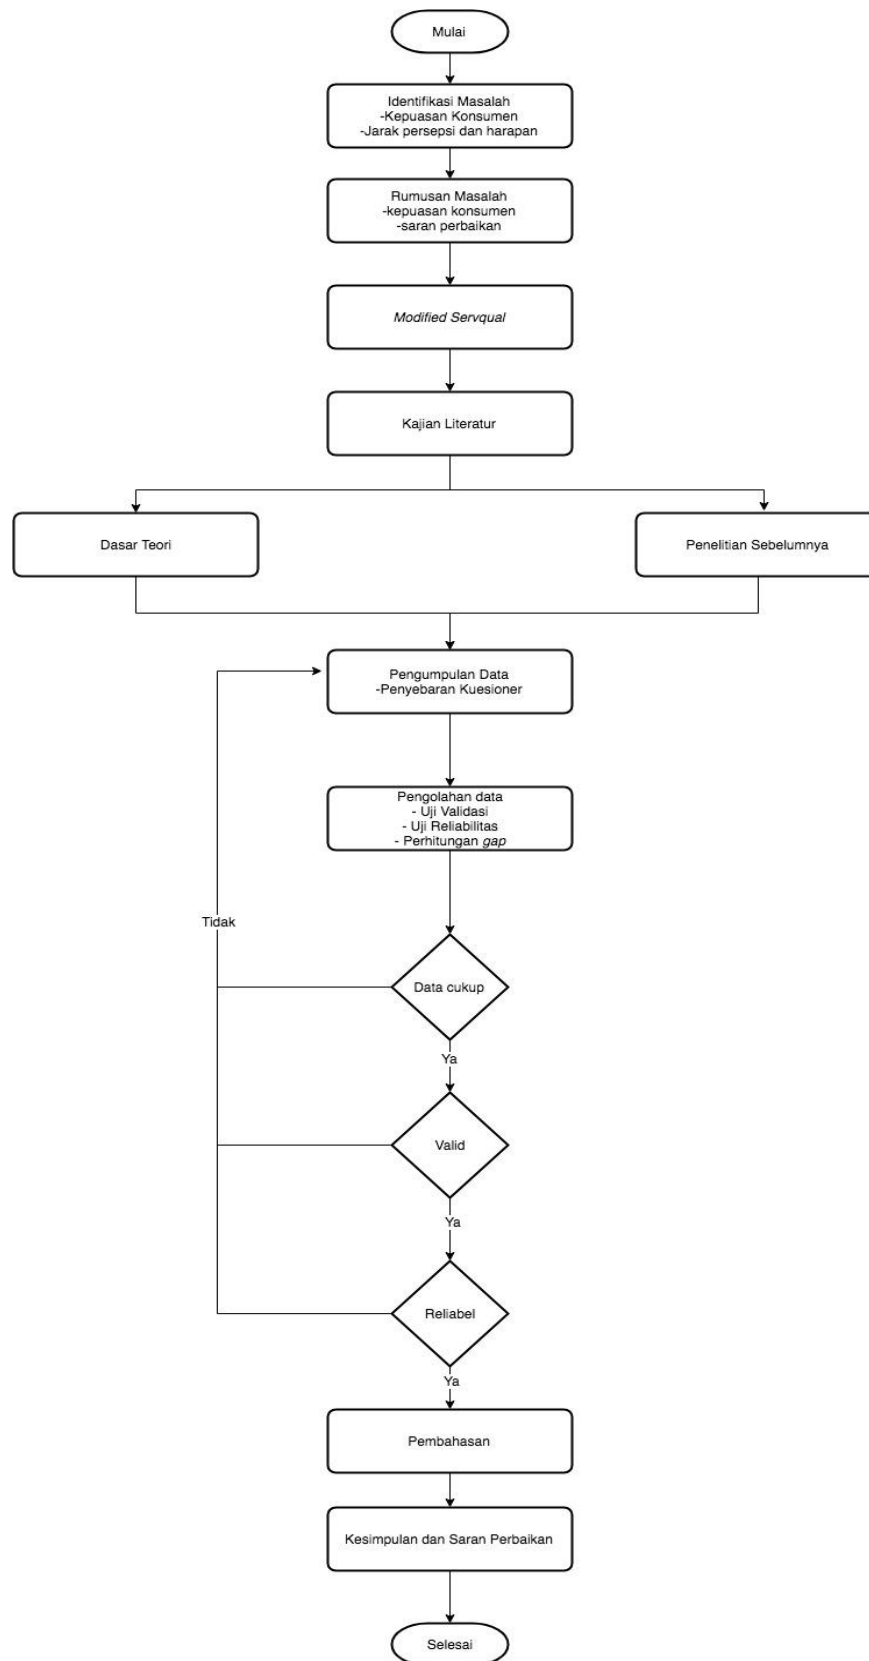 Mulai
Identifikasi Masalah
-Kepuasan Konsumen
-Jarak persepsi dan harapan
Rumusan Masalah
-kepuasan konsumen
-saran perbaikan
Modified Servqual
Kajian Literatur
Dasar Teori
Penelitian Sebelumnya
Pengumpulan Data
-Penyebaran Kuesioner
Pengolahan data
- Uji Validasi
- Uji Reliabilitas
- Perhitungan gap
Tidak
Data cukup
Ya
Valid
Ya
Reliabel
Ya
Pembahasan
Kesimpulan dan Saran Perbaikan
Selesai